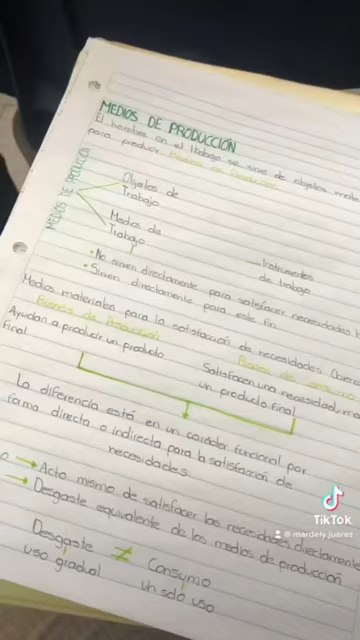 MEDIOS DE PRODUCCIÓN
El hombre en el trabajo se sirve de objetos
para producir Medios de Producción
MEDIOS DE PRODUCCIÓN
Objetos de
Trabajo
Medios de
Trabajo
Instrumentos
de trabajo
• No sirven directamente para satisfacer necesidades
• Sirven directamente para este fin
Medios materiales para la satisfacción de necesidades
Bienes de Producción
Bienes de consumo
Ayudan a producir un producto
Final
Satisfacen una necesidad,
un producto final
La diferencia está en un carácter funcional por
forma directa o indirecta para la satisfacción de
necesidades.
→ Acto mismo de satisfacer las necesidades directamente
→ Desgaste equivalente de los medios de producción
Desgaste ≠ Consumo
uso gradual
un solo uso
TikTok
@mardely.juarez